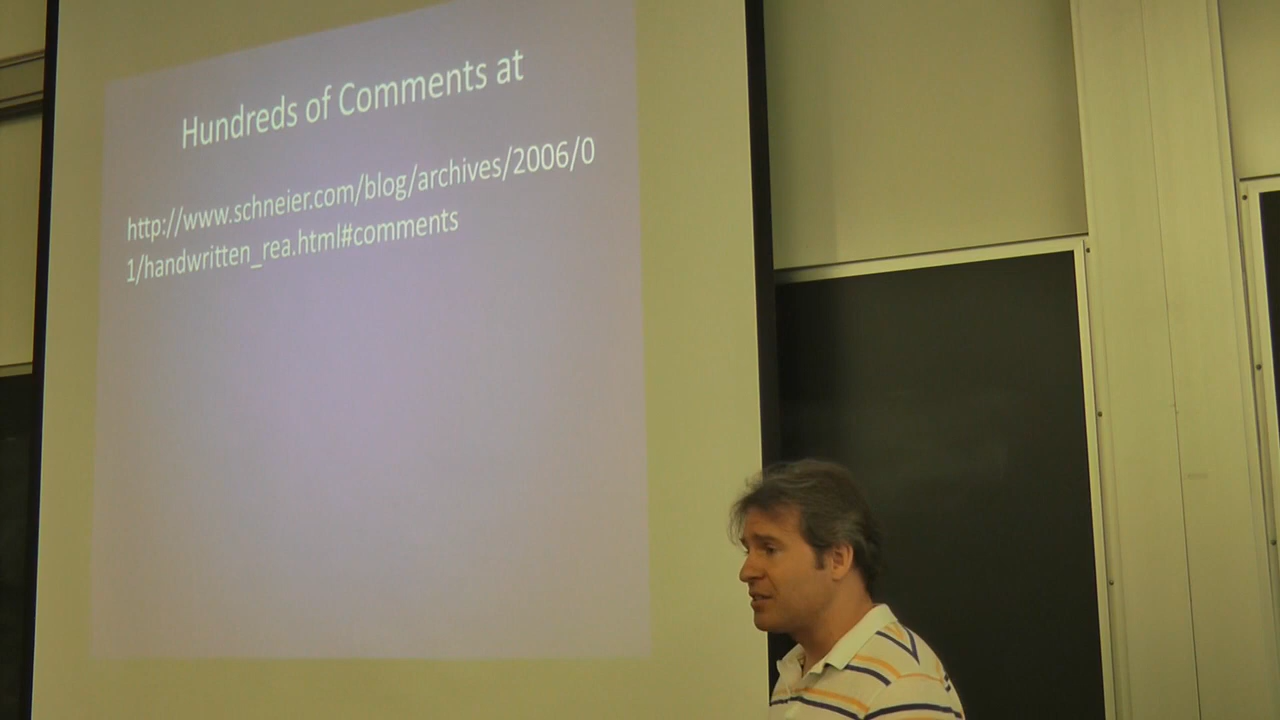 Hundreds of Comments at
http://www.schneier.com/blog/archives/2006/0
1/handwritten_rea.html#comments